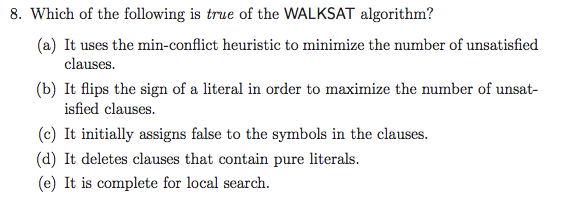 8. Which of the following is true of the WALKSAT algorithm?
(a) It uses the min-conflict heuristic to minimize the number of unsatisfied
clauses.
(b) It flips the sign of a literal in order to maximize the number of unsat-
isfied clauses.
(c) It initially assigns false to the symbols in the clauses.
(d) It deletes clauses that contain pure literals.
(e) It is complete for local search.